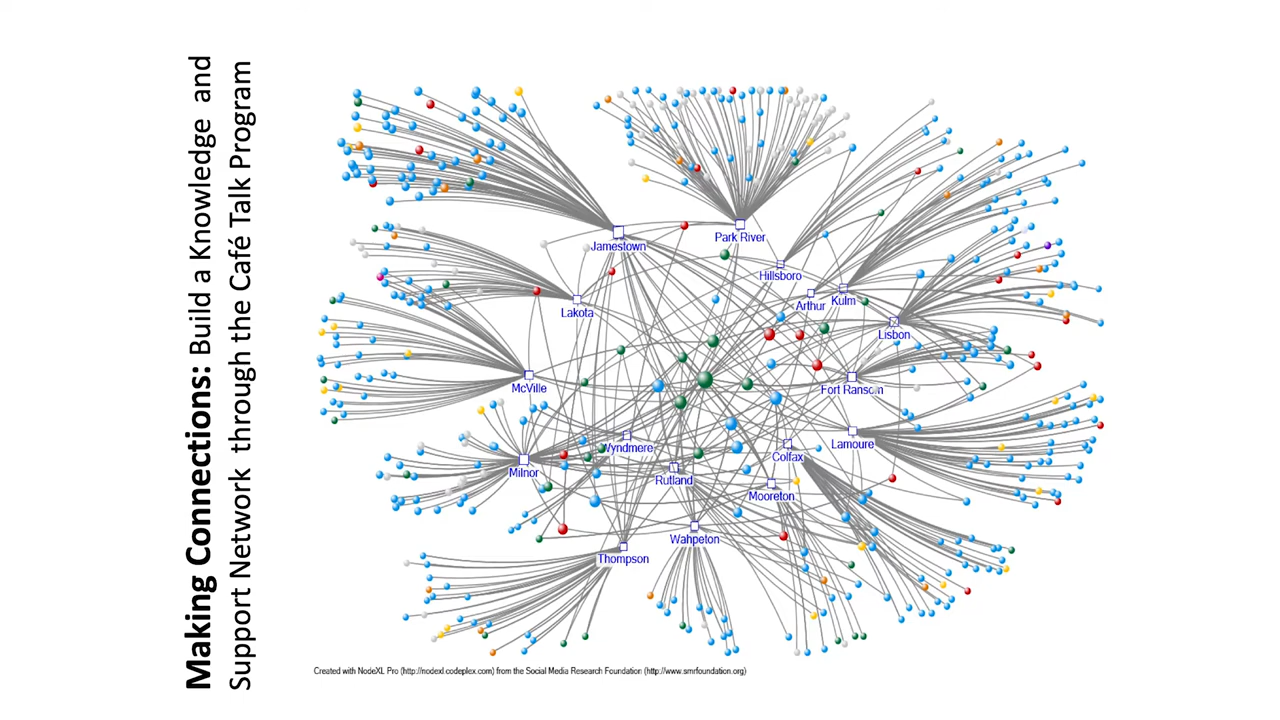 Making Connections: Build a Knowledge and
Support Network through the Café Talk Program
Jamestown
Park River
Hillsboro
Arthur
Kulm
Lakota
Lisbon
McVille
Fort Ransom
Wyndmere
Lamoure
Milnor
Colfax
Rutland
Mooreton
Wahpeton
Thompson
Created with NodeXL Pro (http://nodexl.codeplex.com) from the Social Media Research Foundation (http://www.smrfoundation.org)